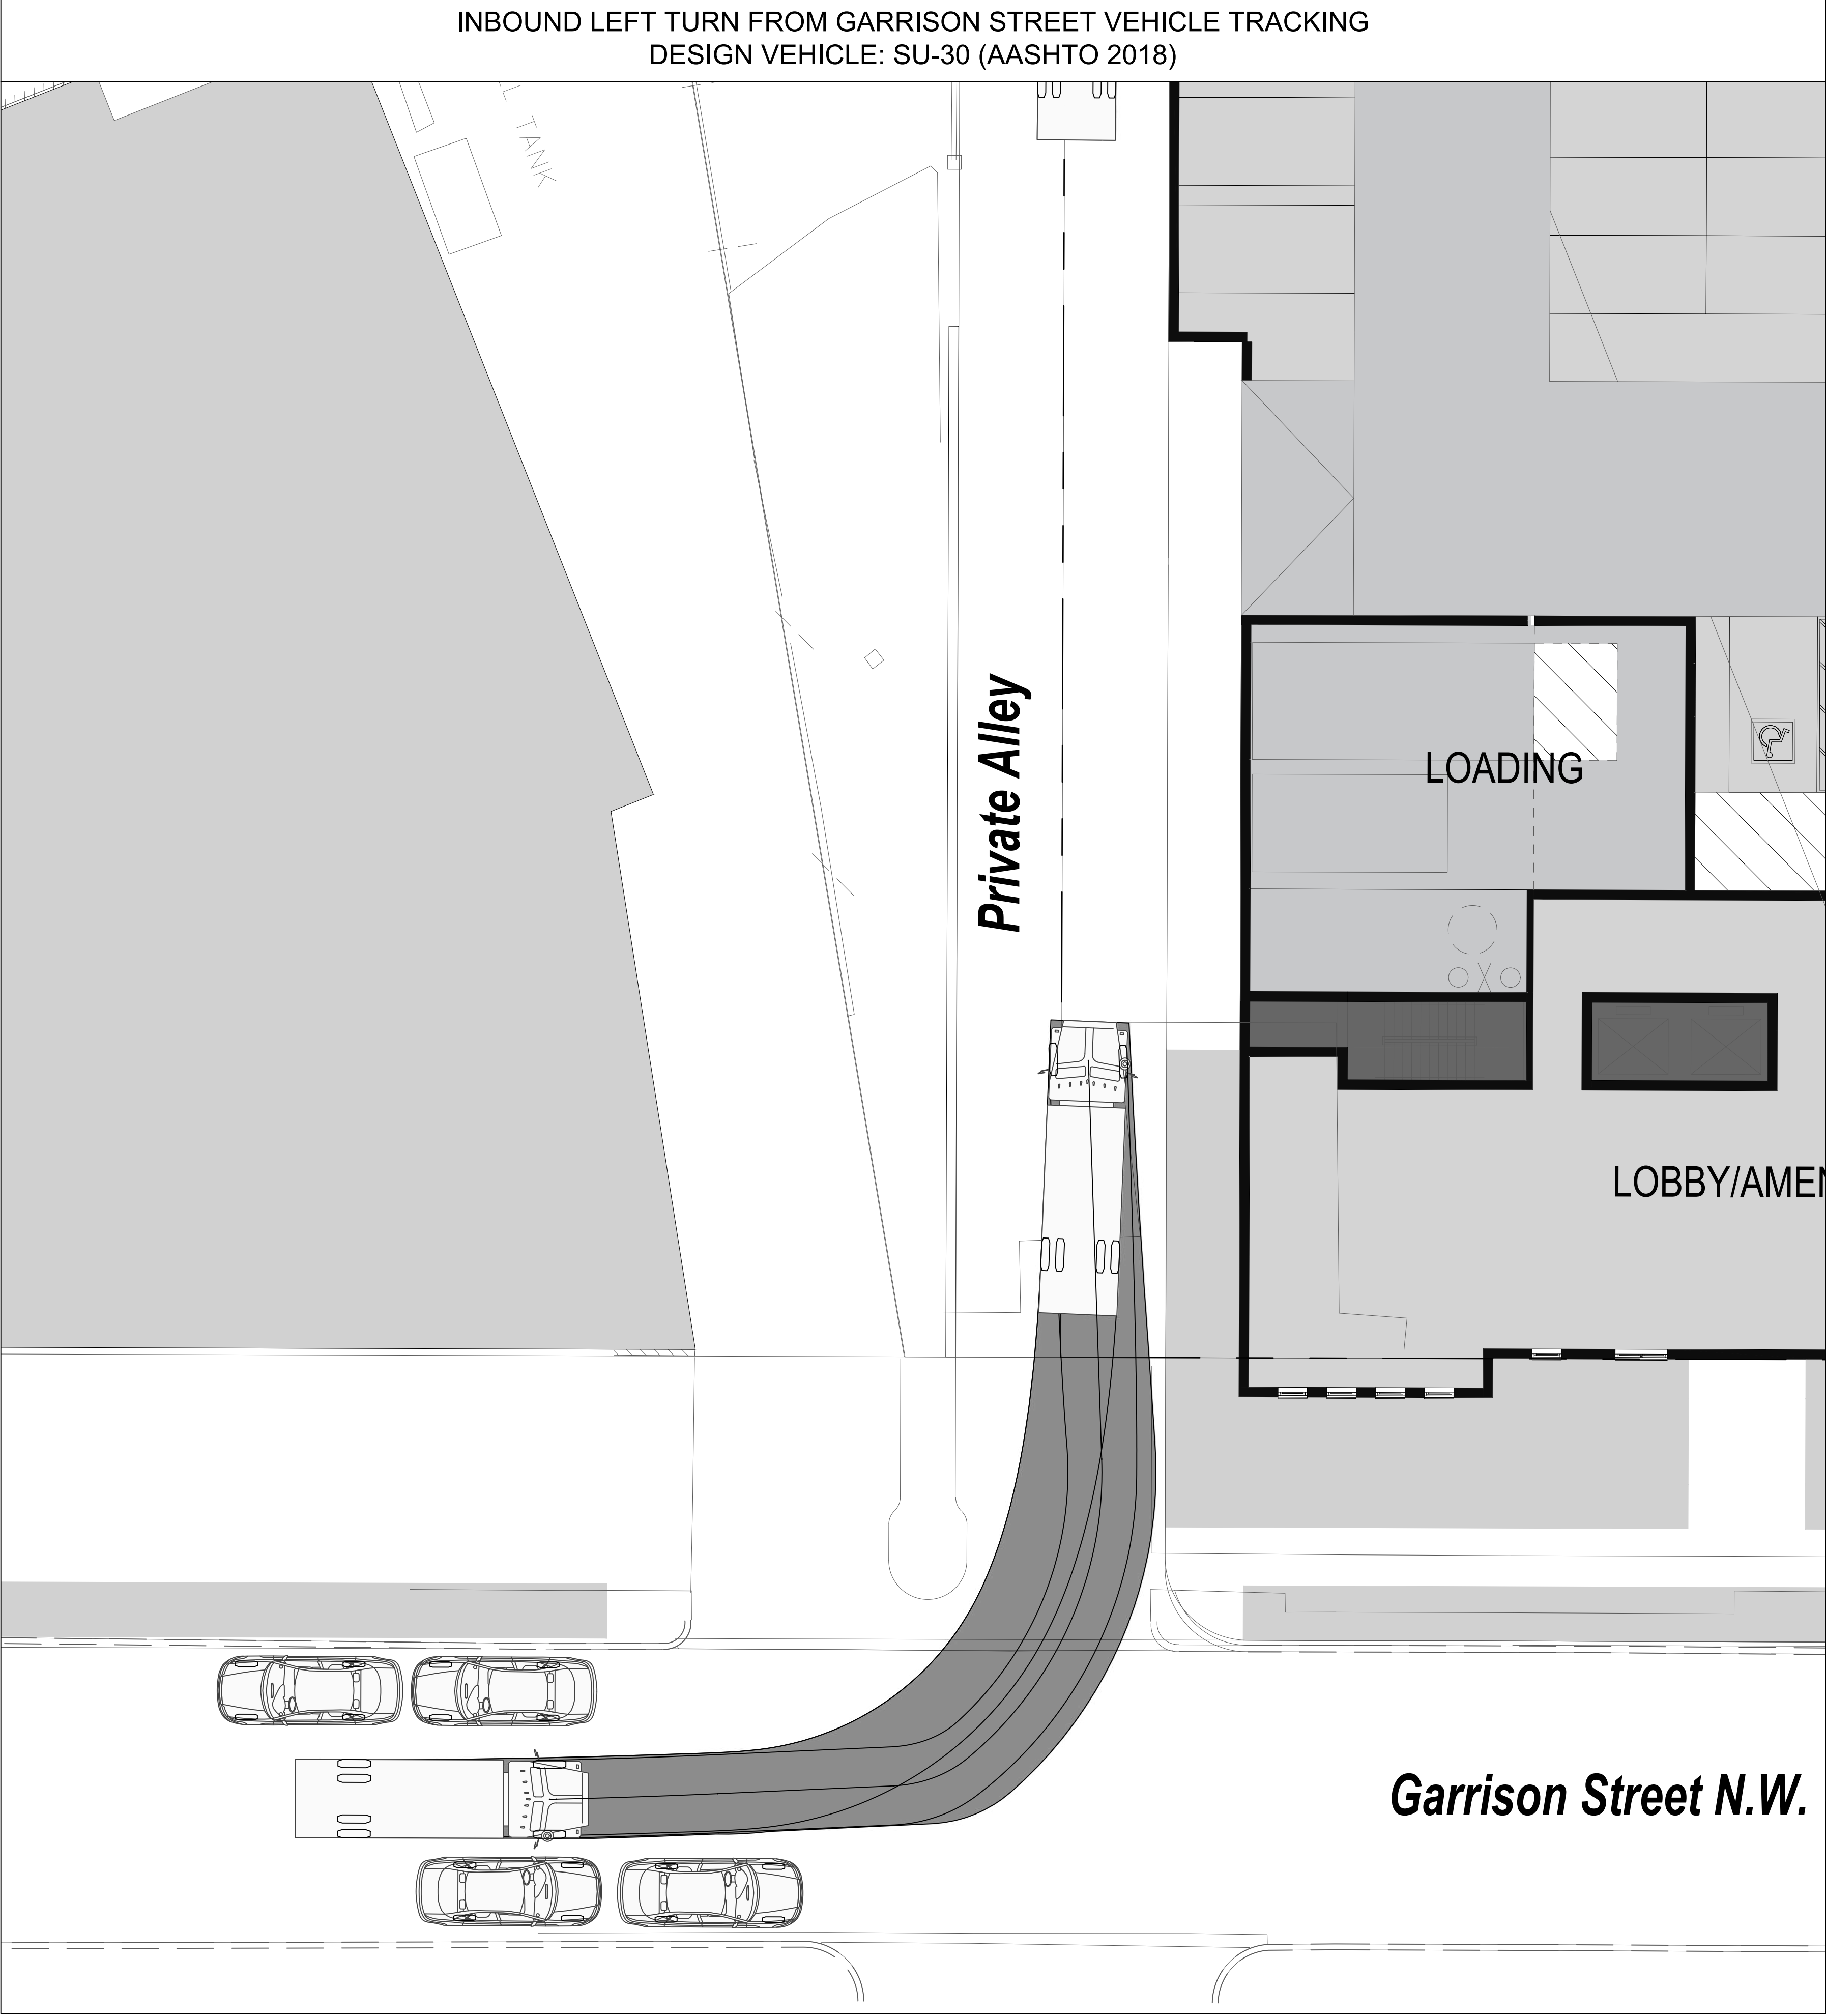 INBOUND LEFT TURN FROM GARRISON STREET VEHICLE TRACKING
DESIGN VEHICLE: SU-30 (AASHTO 2018)
TANK
Private Alley
LOADING
LOBBY/AMEN
Garrison Street N.W.